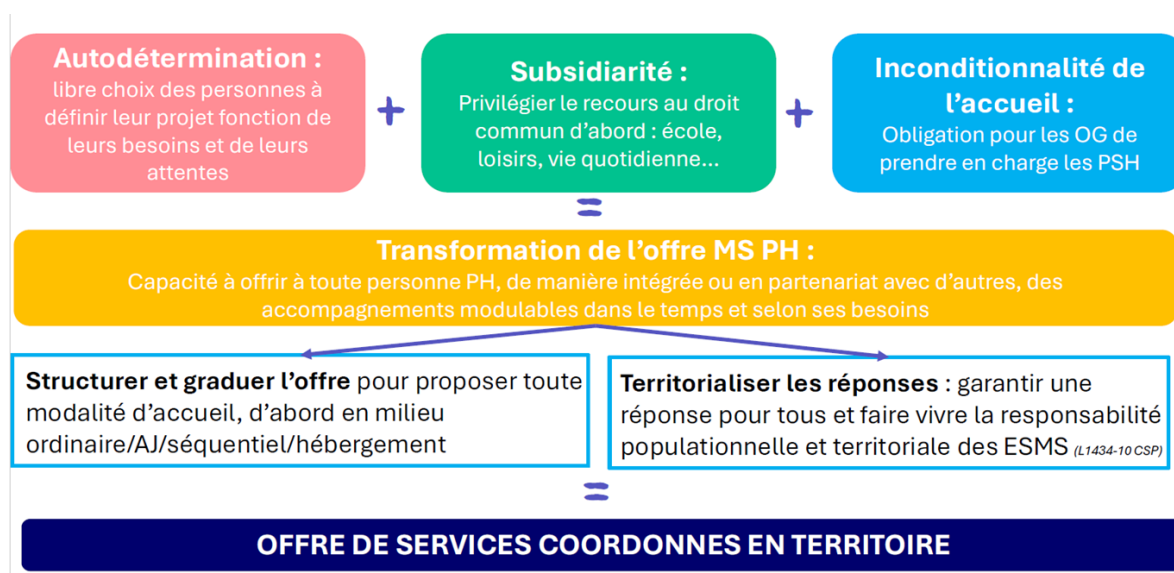 Autodétermination :
libre choix des personnes à
définir leur projet fonction de
leurs besoins et de leurs
attentes
+
Subsidiarité :
Privilégier le recours au droit
commun d'abord : école,
loisirs, vie quotidienne...
+
Inconditionnalité de
l'accueil :
Obligation pour les OG de
prendre en charge les PSH
=
Transformation de l'offre MS PH :
Capacité à offrir à toute personne PH, de manière intégrée ou en partenariat avec d'autres, des
accompagnements modulables dans le temps et selon ses besoins
Structurer et graduer l'offre pour proposer toute
modalité d'accueil, d'abord en milieu
ordinaire/AJ/séquentiel/hébergement
Territorialiser les réponses : garantir une
réponse pour tous et faire vivre la responsabilité
populationnelle et territoriale des ESMS (L1434-10 CSP)
=
OFFRE DE SERVICES COORDONNES EN TERRITOIRE